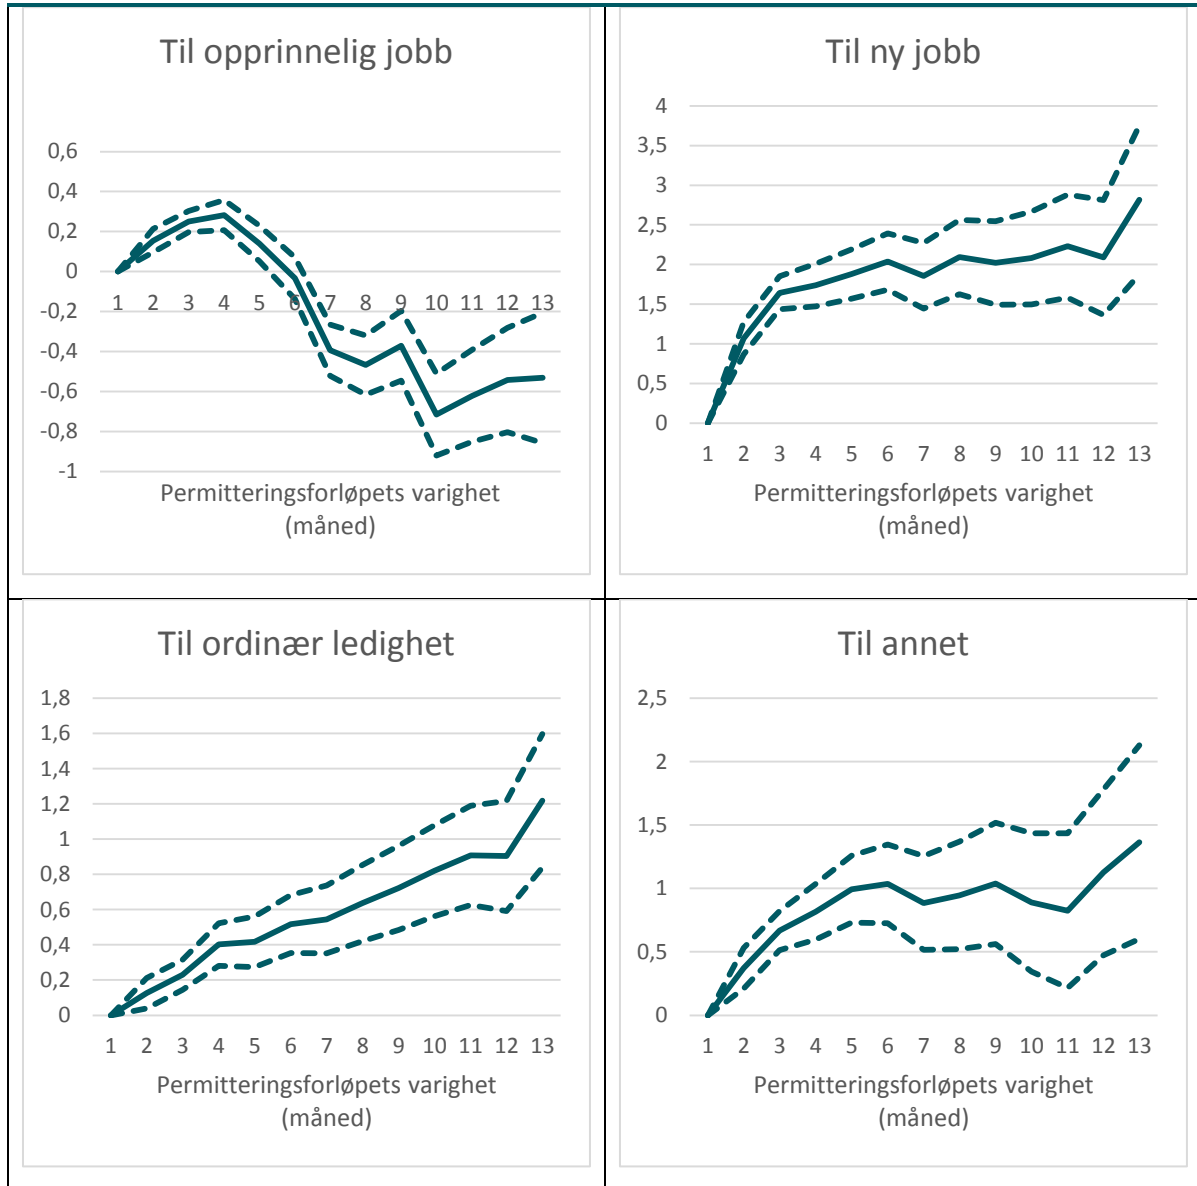 Til opprinnelig jobb
0,6
0,4
0,2
0
-0,2
-0,4
-0,6
-0,8
-1
1 2 3 4 5 6 7 8 9 10 11 12 13
Permitteringsforløpets varighet
(måned)
Til ny jobb
4
3,5
3
2,5
2
1,5
1
0,5
0
1 2 3 4 5 6 7 8 9 10 11 12 13
Permitteringsforløpets varighet
(måned)
Til ordinær ledighet
1,8
1,6
1,4
1,2
1
0,8
0,6
0,4
0,2
0
1 2 3 4 5 6 7 8 9 10 11 12 13
Permitteringsforløpets varighet
(måned)
Til annet
2,5
2
1,5
1
0,5
0
1 2 3 4 5 6 7 8 9 10 11 12 13
Permitteringsforløpets varighet
(måned)